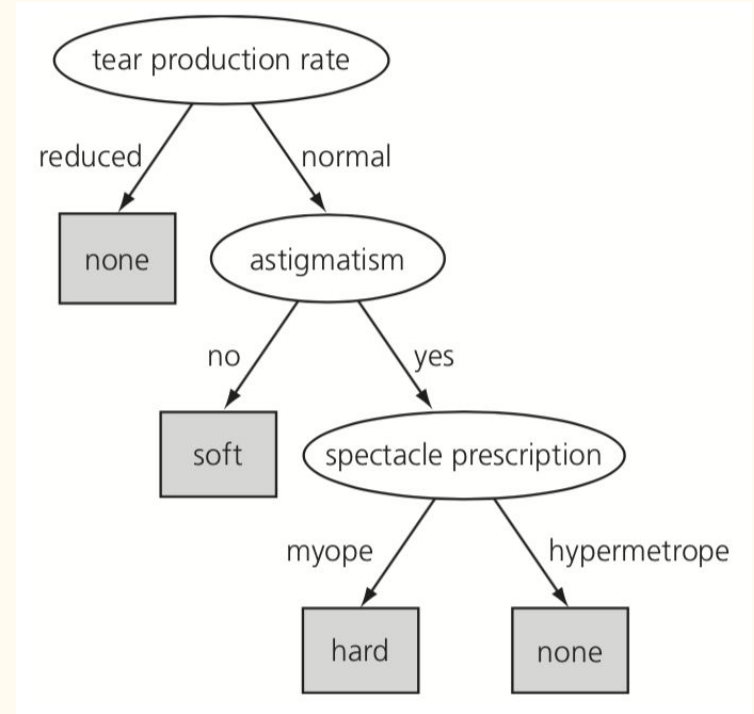 tear production rate
reduced
normal
none
astigmatism
no
yes
soft
spectacle prescription
myope
hypermetrope
hard
none